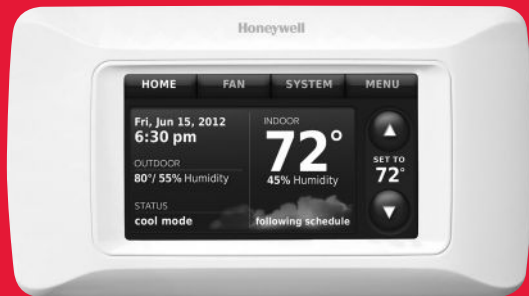 Honeywell
HOME FAN SYSTEM MENU
Fri, Jun 15, 2012
6:30 pm
OUTDOOR
80°/ 55% Humidity
STATUS
cool mode
INDOOR
72°
45% Humidity
following schedule
SET TO
72°